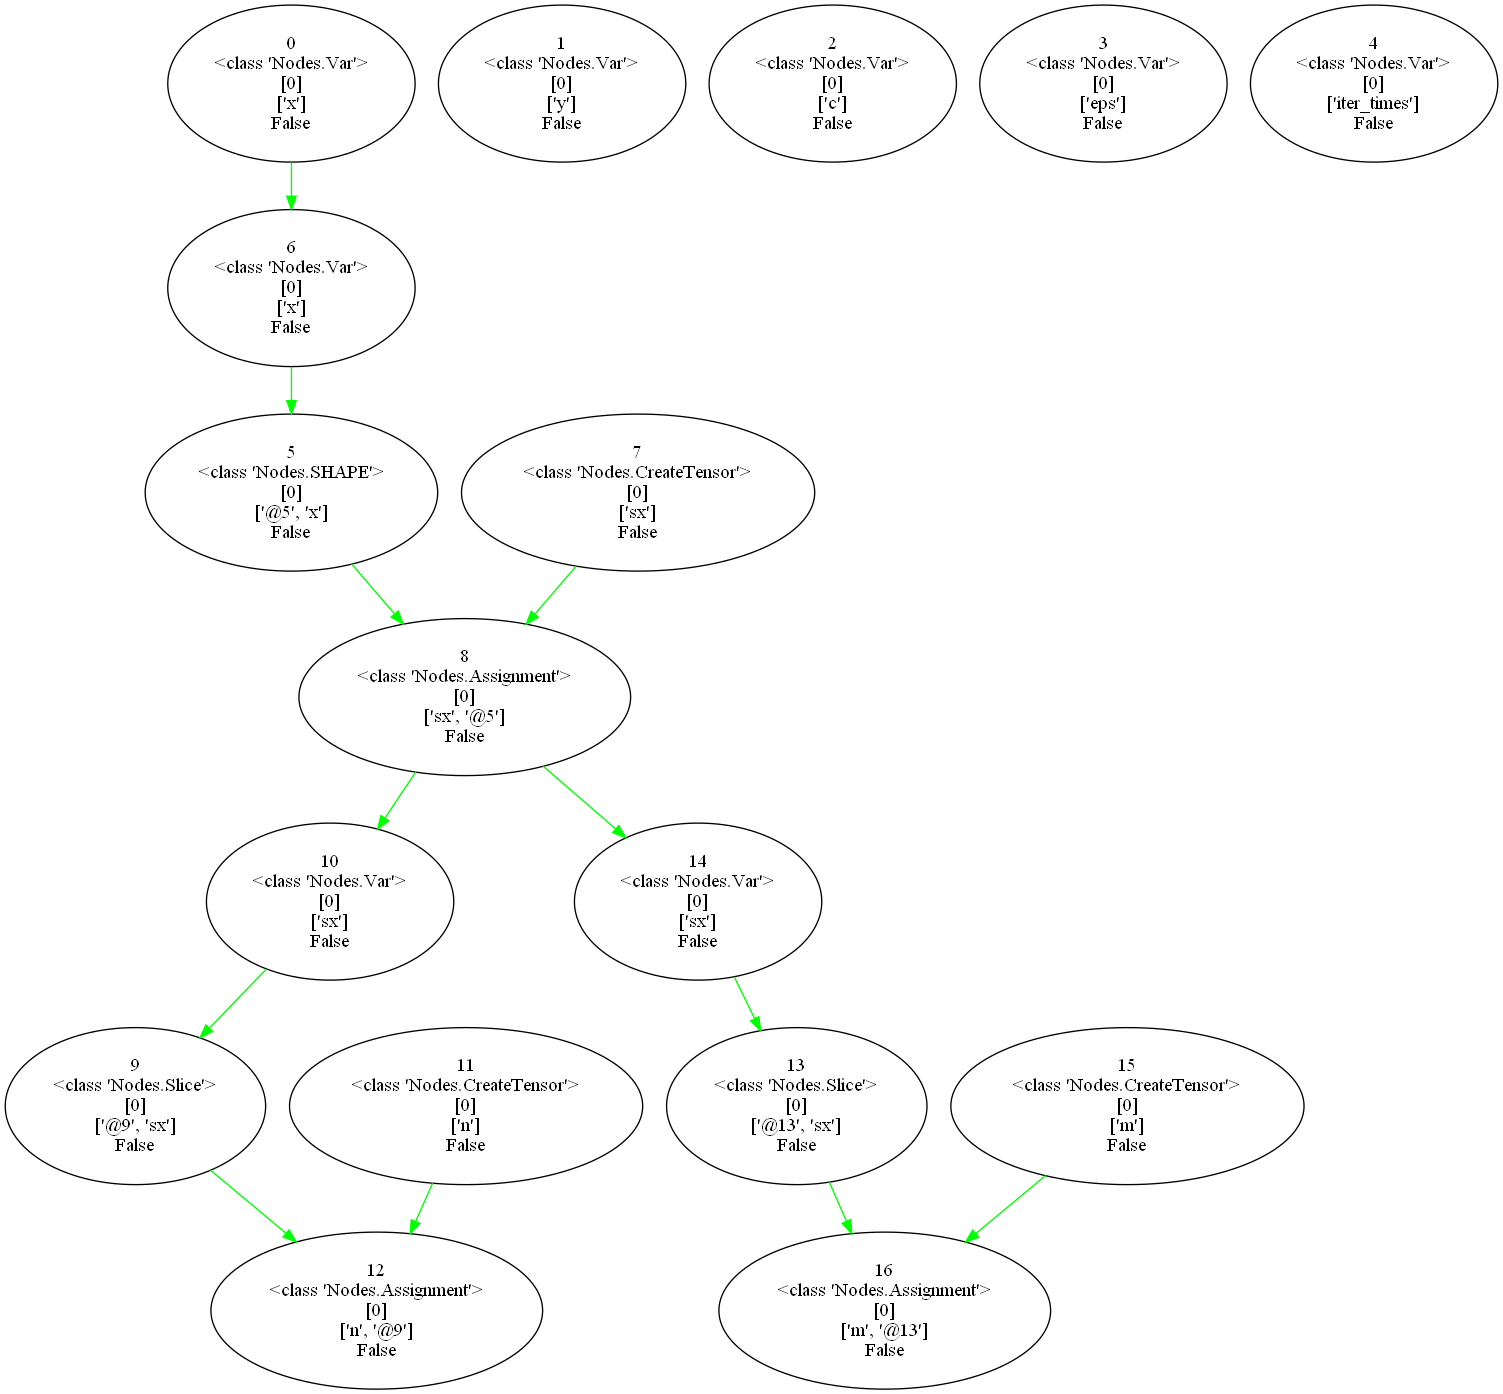 0
<class 'Nodes.Var'>
[0]
['x']
False
1
<class 'Nodes.Var'>
[0]
['y']
False
2
<class 'Nodes.Var'>
[0]
['c']
False
3
<class 'Nodes.Var'>
[0]
['eps']
False
4
<class 'Nodes.Var'>
[0]
['iter_times']
False
6
<class 'Nodes.Var'>
[0]
['x']
False
5
<class 'Nodes.SHAPE'>
[0]
['@5', 'x']
False
7
<class 'Nodes.CreateTensor'>
[0]
['sx']
False
8
<class 'Nodes.Assignment'>
[0]
['sx', '@5']
False
10
<class 'Nodes.Var'>
[0]
['sx']
False
14
<class 'Nodes.Var'>
[0]
['sx']
False
9
<class 'Nodes.Slice'>
[0]
['@9', 'sx']
False
11
<class 'Nodes.CreateTensor'>
[0]
['n']
False
13
<class 'Nodes.Slice'>
[0]
['@13', 'sx']
False
15
<class 'Nodes.CreateTensor'>
[0]
['m']
False
12
<class 'Nodes.Assignment'>
[0]
['n', '@9']
False
16
<class 'Nodes.Assignment'>
[0]
['m', '@13']
False